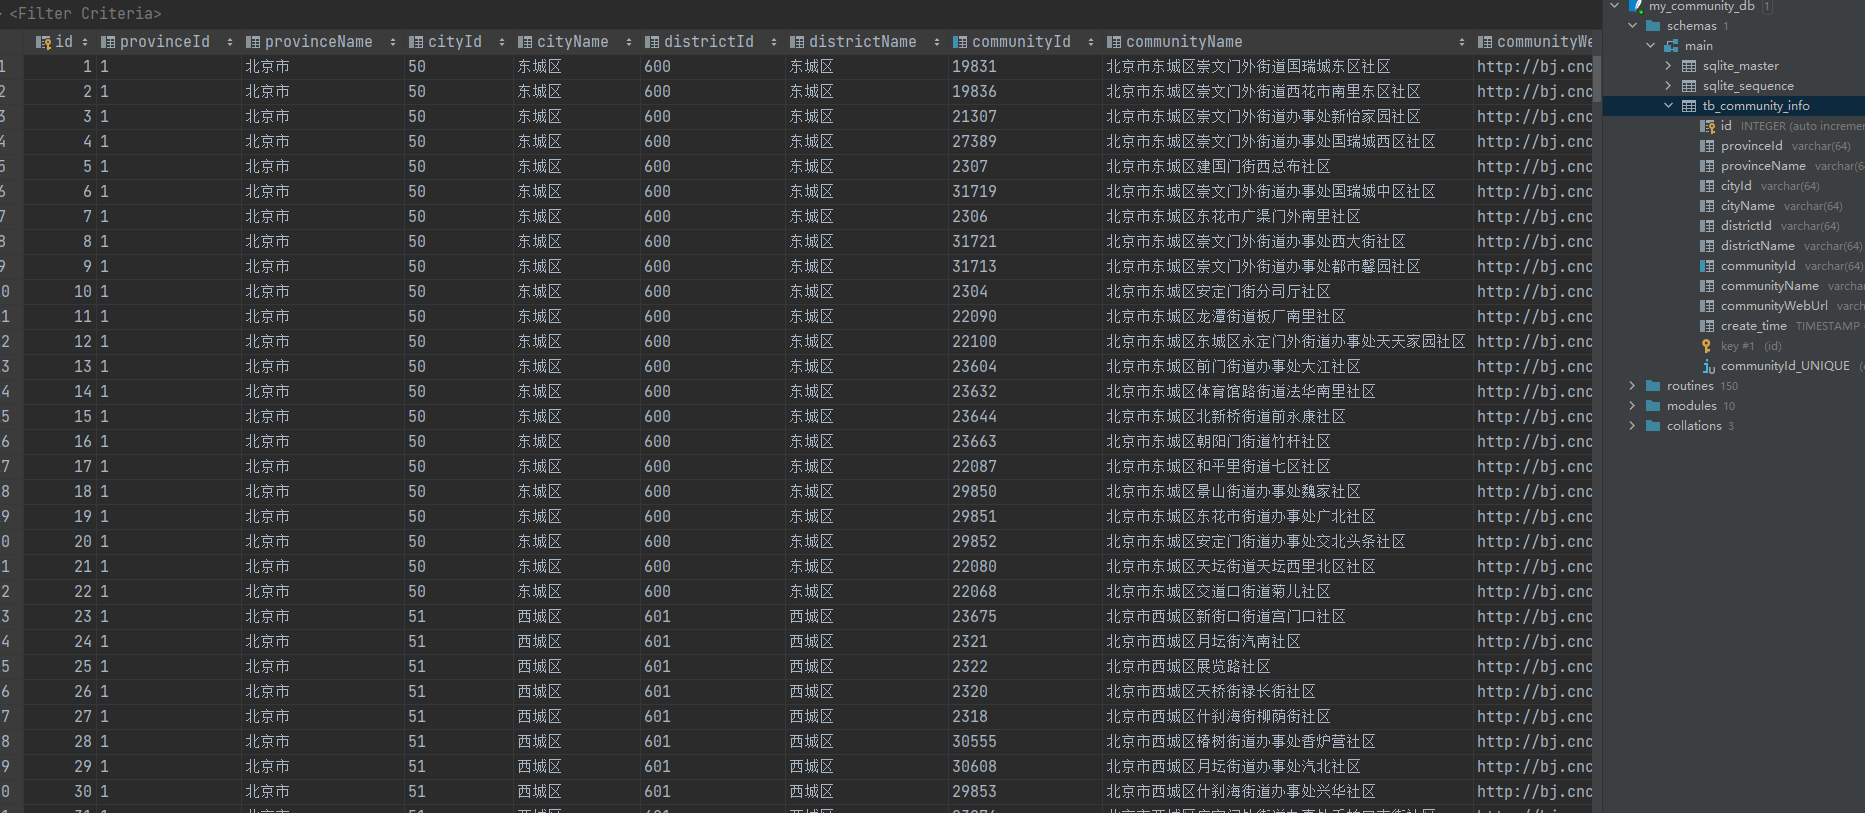 <Filter Criteria>
id provinceId provinceName cityId cityName districtId districtName communityId communityName communityWe
1 1 1 北京市 50 东城区 600 东城区 19831 北京市东城区崇文门外街道国瑞城东区社区 http://bj.cnc
2 2 1 北京市 50 东城区 600 东城区 19836 北京市东城区崇文门外街道西花市南里东区社区 http://bj.cnc
3 3 1 北京市 50 东城区 600 东城区 21307 北京市东城区崇文门外街道办事处新怡家园社区 http://bj.cnc
4 4 1 北京市 50 东城区 600 东城区 27389 北京市东城区崇文门外街道办事处国瑞城西区社区 http://bj.cnc
5 5 1 北京市 50 东城区 600 东城区 2307 北京市东城区建国门街西总布社区 http://bj.cnc
6 6 1 北京市 50 东城区 600 东城区 31719 北京市东城区崇文门外街道办事处国瑞城中区社区 http://bj.cnc
7 7 1 北京市 50 东城区 600 东城区 2306 北京市东城区东花市广渠门外南里社区 http://bj.cnc
8 8 1 北京市 50 东城区 600 东城区 31721 北京市东城区崇文门外街道办事处西大街社区 http://bj.cnc
9 9 1 北京市 50 东城区 600 东城区 31713 北京市东城区崇文门外街道办事处都市馨园社区 http://bj.cnc
0 10 1 北京市 50 东城区 600 东城区 2304 北京市东城区安定门街分司厅社区 http://bj.cnc
1 11 1 北京市 50 东城区 600 东城区 22090 北京市东城区龙潭街道板厂南里社区 http://bj.cnc
2 12 1 北京市 50 东城区 600 东城区 22100 北京市东城区东城区永定门外街道办事处天天家园社区 http://bj.cnc
3 13 1 北京市 50 东城区 600 东城区 23604 北京市东城区前门街道办事处大江社区 http://bj.cnc
4 14 1 北京市 50 东城区 600 东城区 23632 北京市东城区体育馆路街道法华南里社区 http://bj.cnc
5 15 1 北京市 50 东城区 600 东城区 23644 北京市东城区北新桥街道前永康社区 http://bj.cnc
6 16 1 北京市 50 东城区 600 东城区 23663 北京市东城区朝阳门街道竹杆社区 http://bj.cnc
7 17 1 北京市 50 东城区 600 东城区 22087 北京市东城区和平里街道七区社区 http://bj.cnc
8 18 1 北京市 50 东城区 600 东城区 29850 北京市东城区景山街道办事处魏家社区 http://bj.cnc
9 19 1 北京市 50 东城区 600 东城区 29851 北京市东城区东花市街道办事处广北社区 http://bj.cnc
0 20 1 北京市 50 东城区 600 东城区 29852 北京市东城区安定门街道办事处交北头条社区 http://bj.cnc
1 21 1 北京市 50 东城区 600 东城区 22080 北京市东城区天坛街道天坛西里北区社区 http://bj.cnc
2 22 1 北京市 50 东城区 600 东城区 22068 北京市东城区交道口街道菊儿社区 http://bj.cnc
3 23 1 北京市 51 西城区 601 西城区 23675 北京市西城区新街口街道宫门口社区 http://bj.cnc
4 24 1 北京市 51 西城区 601 西城区 2321 北京市西城区月坛街汽南社区 http://bj.cnc
5 25 1 北京市 51 西城区 601 西城区 2322 北京市西城区展览路社区 http://bj.cnc
6 26 1 北京市 51 西城区 601 西城区 2320 北京市西城区天桥街禄长街社区 http://bj.cnc
7 27 1 北京市 51 西城区 601 西城区 2318 北京市西城区什刹海街柳荫街社区 http://bj.cnc
8 28 1 北京市 51 西城区 601 西城区 30555 北京市西城区椿树街道办事处香炉营社区 http://bj.cnc
9 29 1 北京市 51 西城区 601 西城区 30608 北京市西城区月坛街道办事处汽北社区 http://bj.cnc
0 30 1 北京市 51 西城区 601 西城区 29853 北京市西城区什刹海街道办事处兴华社区 http://bj.cnc
my_community_db 1
schemas 1
main
sqlite_master
sqlite_sequence
tb_community_info
id INTEGER (auto incremen
provinceId varchar(64)
provinceName varchar(64
cityId varchar(64)
cityName varchar(64)
districtId varchar(64)
districtName varchar(64)
communityId varchar(64)
communityName varchar
communityWebUrl varch
create_time TIMESTAMP
key #1 (id)
communityId_UNIQUE
routines 150
modules 10
collations 3